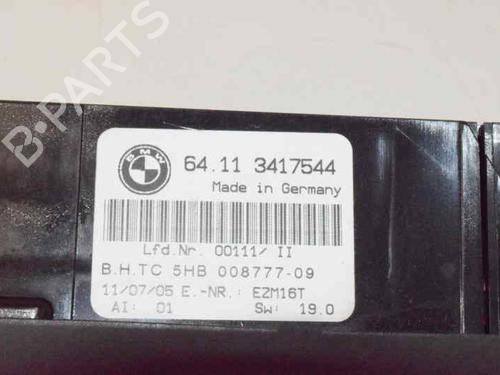 BMW
64.11 3417544
Made in Germany
Lfd.Nr. 00111/ II
B.H.TC 5HB 008777-09
11/07/05 E.-NR.: EZM16T
AI: 01 SW: 19.0
B-PARTS
B-PARTS